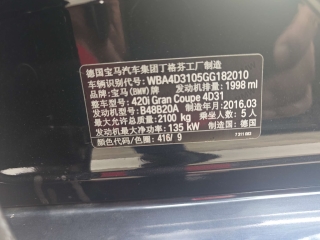 德国宝马汽车集团丁格芬工厂制造
车辆识别代号: WBA4D3105GG182010
品牌: 宝马(BMW)牌 发动机排量: 1998 ml
整车型号: 420i Gran Coupe 4D31
发动机型号: B48B20A 制造年月: 2016.03
最大允许总质量: 2100 kg 乘坐人数: 5 人
发动机最大净功率: 135 kW 制造国: 德国
颜色代码/色圈: 416/ 9